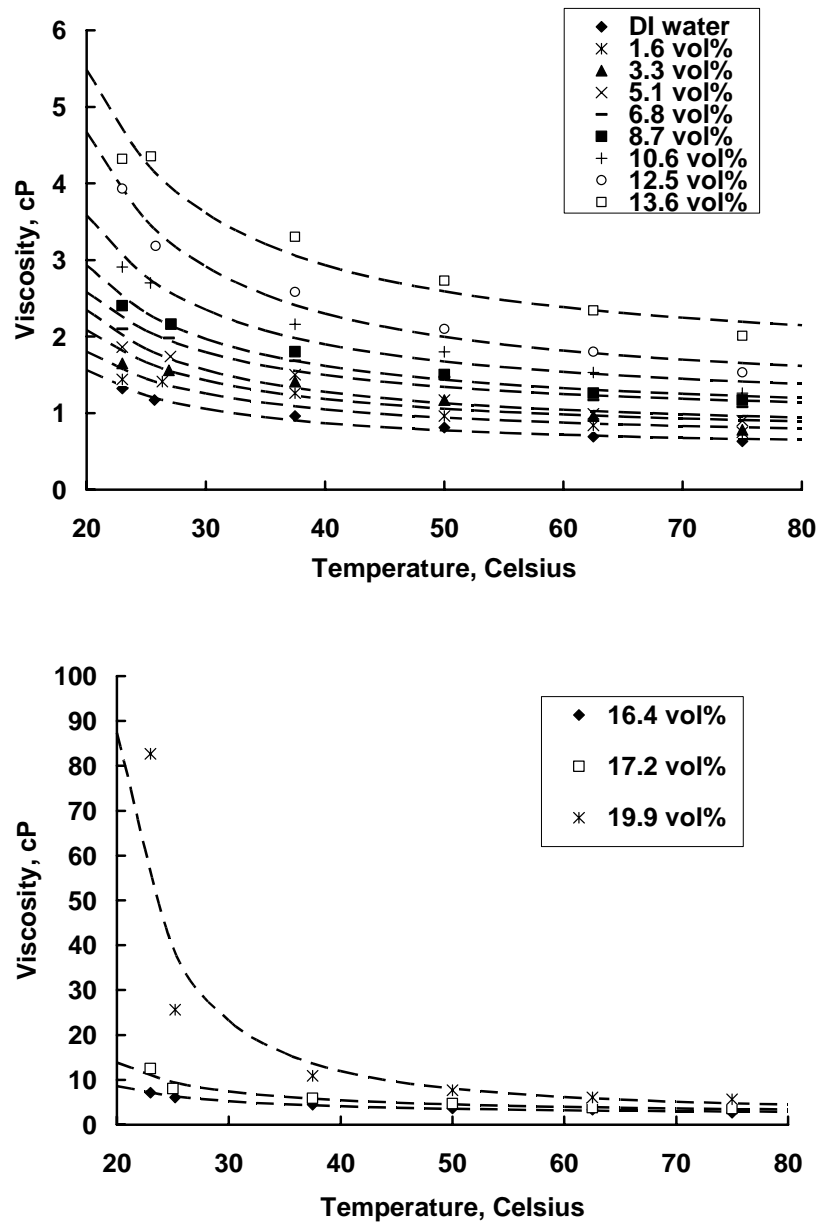 6
5
4
3
2
1
0
Viscosity, cP
20 30 40 50 60 70 80
Temperature, Celsius
DI water
1.6 vol%
3.3 vol%
5.1 vol%
6.8 vol%
8.7 vol%
10.6 vol%
12.5 vol%
13.6 vol%
100
90
80
70
60
50
40
30
20
10
0
Viscosity, cP
20 30 40 50 60 70 80
Temperature, Celsius
16.4 vol%
17.2 vol%
19.9 vol%